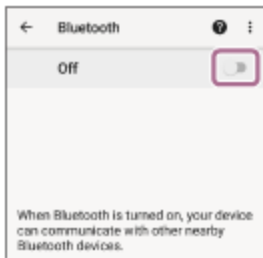 Bluetooth
Off
When Bluetooth is turned on, your device
can communicate with other nearby
Bluetooth devices.